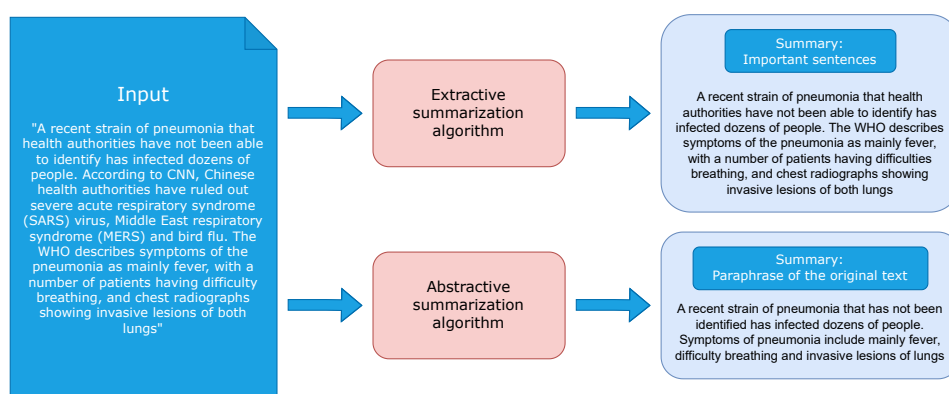 Input
"A recent strain of pneumonia that
health authorities have not been able
to identify has infected dozens of
people. According to CNN, Chinese
health authorities have ruled out
severe acute respiratory syndrome
(SARS) virus, Middle East respiratory
syndrome (MERS) and bird flu. The
WHO describes symptoms of the
pneumonia as mainly fever, with a
number of patients having difficulty
breathing, and chest radiographs
showing invasive lesions of both
lungs"
Extractive
summarization
algorithm
Summary:
Important sentences
A recent strain of pneumonia that health
authorities have not been able to identify has
infected dozens of people. The WHO describes
symptoms of the pneumonia as mainly fever,
with a number of patients having difficulties
breathing, and chest radiographs showing
invasive lesions of both lungs
Abstractive
summarization
algorithm
Summary:
Paraphrase of the original text
A recent strain of pneumonia that has not been
identified has infected dozens of people.
Symptoms of pneumonia include mainly fever,
difficulty breathing and invasive lesions of lungs